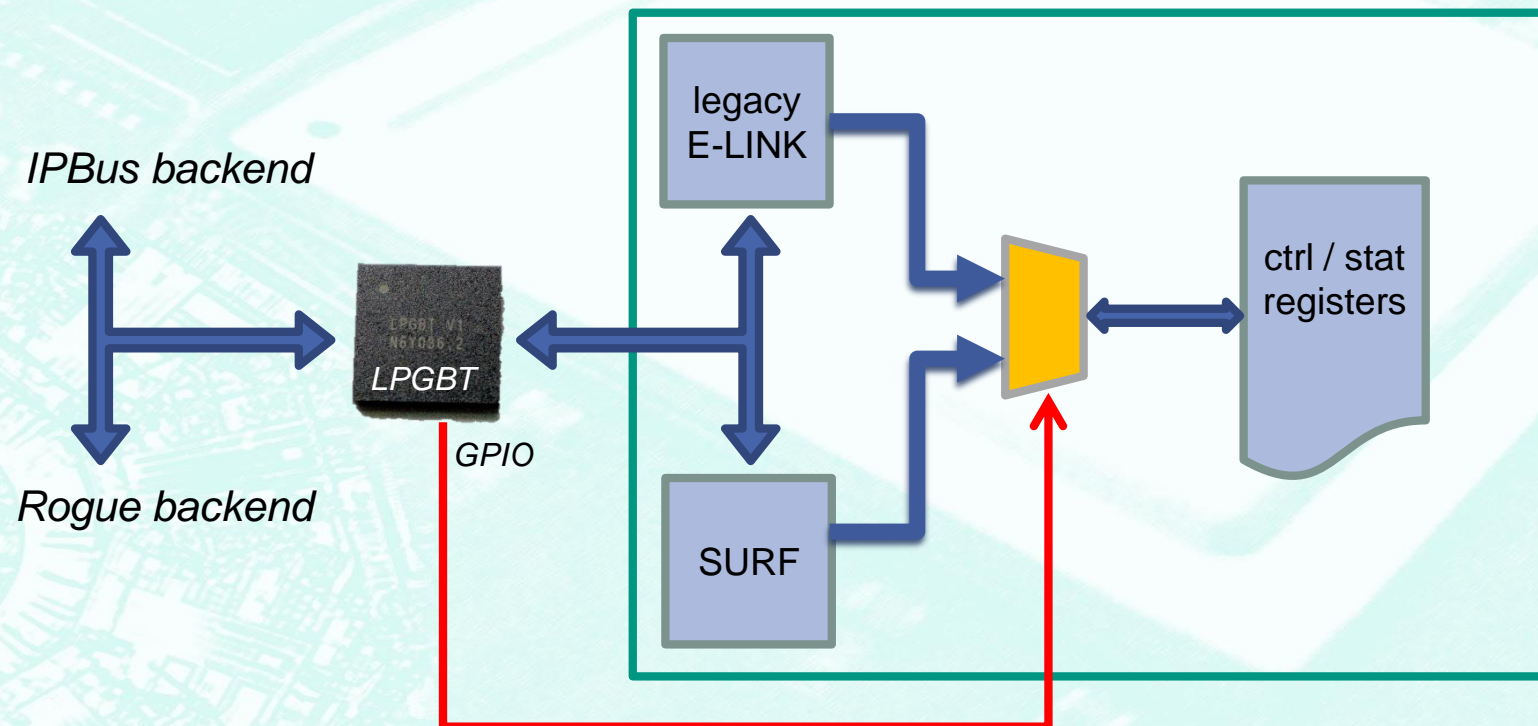 legacy
E-LINK
IPBus backend
ctrl / stat
registers
LPGBT V1
N6Y086.2
LPGBT
GPIO
Rogue backend
SURF